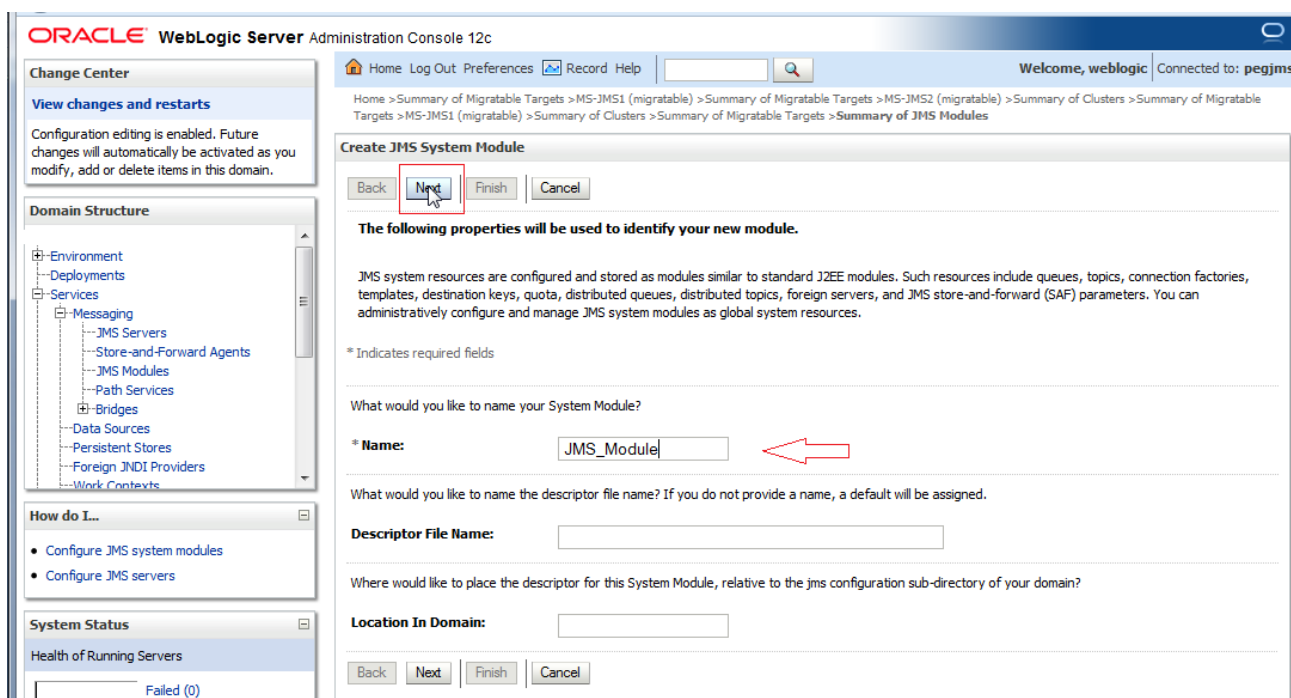 ORACLE WebLogic Server Administration Console 12c
Change Center
View changes and restarts
Configuration editing is enabled. Future
changes will automatically be activated as you
modify, add or delete items in this domain.
Domain Structure
Environment
Deployments
Services
Messaging
JMS Servers
Store-and-Forward Agents
JMS Modules
Path Services
Bridges
Data Sources
Persistent Stores
Foreign JNDI Providers
Work Contexts
How do I...
Configure JMS system modules
Configure JMS servers
System Status
Health of Running Servers
Failed (0)
Home Log Out Preferences Record Help
Welcome, weblogic Connected to: pegjms
Home >Summary of Migratable Targets >MS-JMS1 (migratable) >Summary of Migratable Targets >MS-JMS2 (migratable) >Summary of Clusters >Summary of Migratable
Targets >MS-JMS1 (migratable) >Summary of Clusters >Summary of Migratable Targets >Summary of JMS Modules
Create JMS System Module
Back Next Finish Cancel
The following properties will be used to identify your new module.
JMS system resources are configured and stored as modules similar to standard J2EE modules. Such resources include queues, topics, connection factories,
templates, destination keys, quota, distributed queues, distributed topics, foreign servers, and JMS store-and-forward (SAF) parameters. You can
administratively configure and manage JMS system modules as global system resources.
* Indicates required fields
What would you like to name your System Module?
* Name: JMS_Module
What would you like to name the descriptor file name? If you do not provide a name, a default will be assigned.
Descriptor File Name:
Where would like to place the descriptor for this System Module, relative to the jms configuration sub-directory of your domain?
Location In Domain:
Back Next Finish Cancel